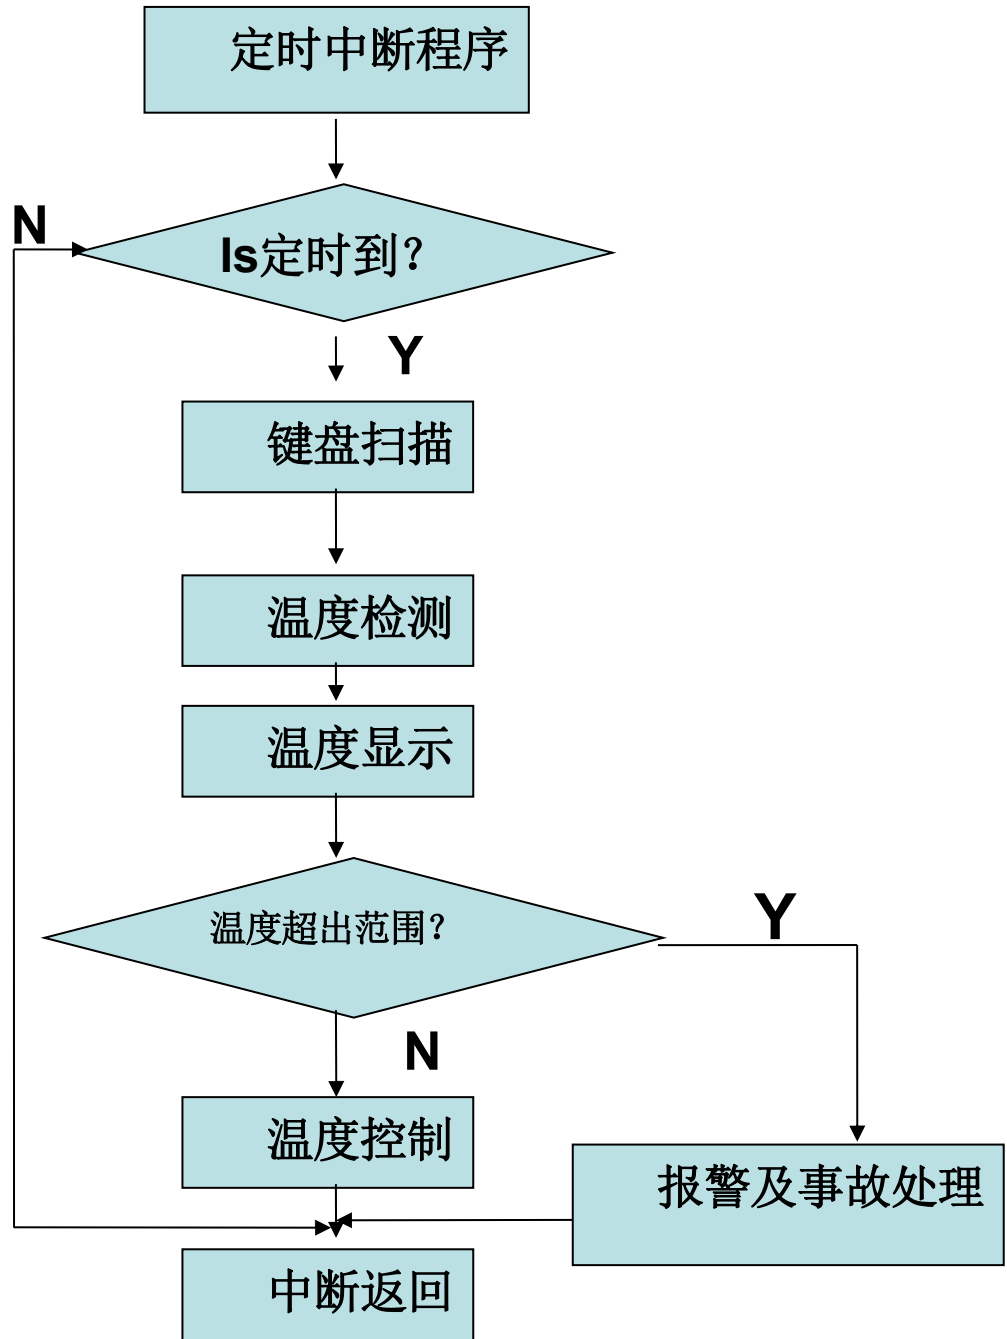 定时中断程序
N
Is定时到？
Y
键盘扫描
温度检测
温度显示
温度超出范围？
Y
N
温度控制
报警及事故处理
中断返回